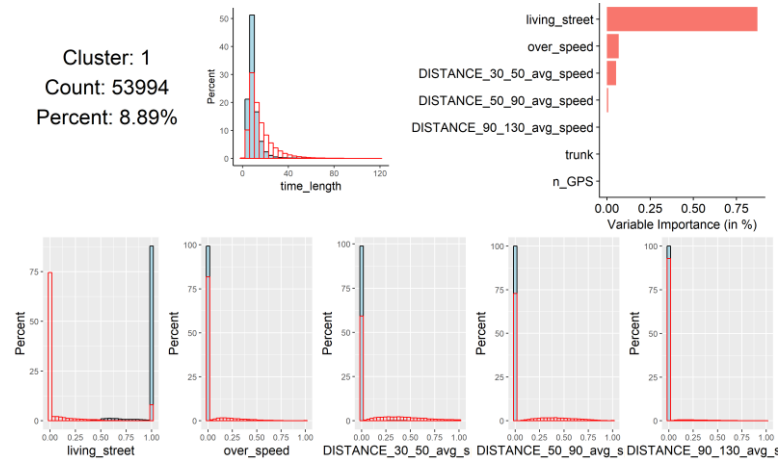 Cluster: 1
Count: 53994
Percent: 8.89%
Percent
50
40
30
20
10
0
0
40
80
120
time_length
living_street
over_speed
DISTANCE_30_50_avg_speed
DISTANCE_50_90_avg_speed
DISTANCE_90_130_avg_speed
trunk
n_GPS
0.00 0.25 0.50 0.75
Variable Importance (in %)
Percent
75
50
25
0
0.00 0.25 0.50 0.75 1.00
living_street
Percent
100
75
50
25
0
0.00 0.25 0.50 0.75 1.00
over_speed
Percent
100
75
50
25
0
0.00 0.25 0.50 0.75 1.00
DISTANCE_30_50_avg_s
Percent
100
75
50
25
0
0.00 0.25 0.50 0.75 1.00
DISTANCE_50_90_avg_s
Percent
100
75
50
25
0
0.00 0.25 0.50 0.75 1.00
DISTANCE_90_130_avg_s